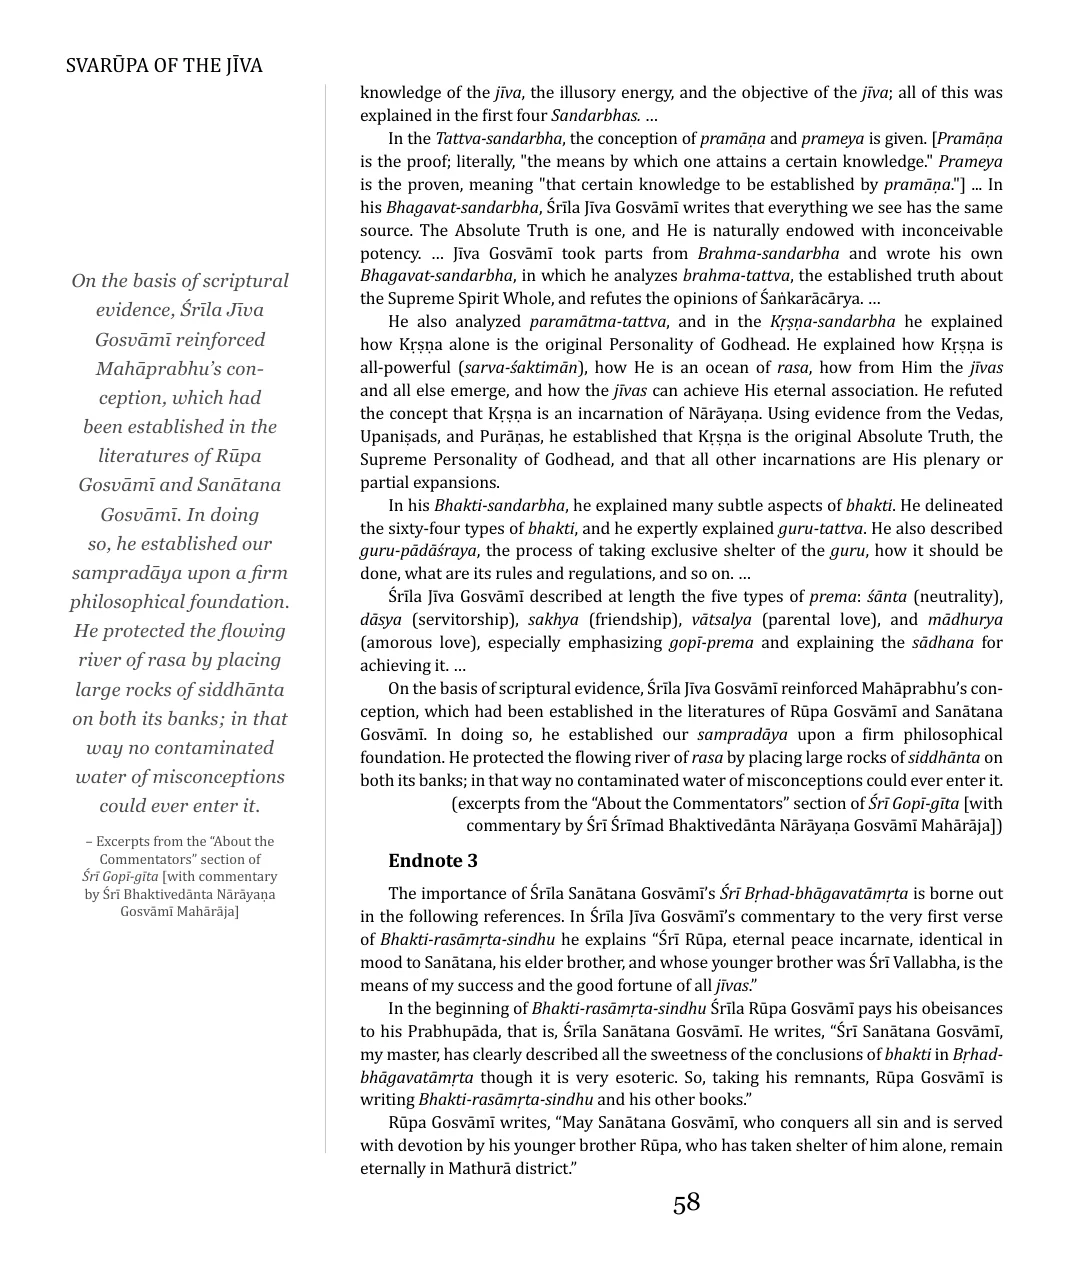 SVARŪPA OF THE JĪVA
On the basis of scriptural
evidence, Śrīla Jīva
Gosvāmī reinforced
Mahāprabhu’s con-
ception, which had
been established in the
literatures of Rūpa
Gosvāmī and Sanātana
Gosvāmī. In doing
so, he established our
sampradāya upon a firm
philosophical foundation.
He protected the flowing
river of rasa by placing
large rocks of siddhānta
on both its banks; in that
way no contaminated
water of misconceptions
could ever enter it.
– Excerpts from the “About the
Commentators” section of
Śrī Gopī-gīta [with commentary
by Śrī Bhaktivedānta Nārāyaṇa
Gosvāmī Mahārāja]
knowledge of the jīva, the illusory energy, and the objective of the jīva; all of this was
explained in the first four Sandarbhas. …
In the Tattva-sandarbha, the conception of pramāṇa and prameya is given. [Pramāṇa
is the proof; literally, "the means by which one attains a certain knowledge." Prameya
is the proven, meaning "that certain knowledge to be established by pramāṇa."] ... In
his Bhagavat-sandarbha, Śrīla Jīva Gosvāmī writes that everything we see has the same
source. The Absolute Truth is one, and He is naturally endowed with inconceivable
potency. … Jīva Gosvāmī took parts from Brahma-sandarbha and wrote his own
Bhagavat-sandarbha, in which he analyzes brahma-tattva, the established truth about
the Supreme Spirit Whole, and refutes the opinions of Śaṅkarācārya. …
He also analyzed paramātma-tattva, and in the Kṛṣṇa-sandarbha he explained
how Kṛṣṇa alone is the original Personality of Godhead. He explained how Kṛṣṇa is
all-powerful (sarva-śaktimān), how He is an ocean of rasa, how from Him the jīvas
and all else emerge, and how the jīvas can achieve His eternal association. He refuted
the concept that Kṛṣṇa is an incarnation of Nārāyaṇa. Using evidence from the Vedas,
Upaniṣads, and Purāṇas, he established that Kṛṣṇa is the original Absolute Truth, the
Supreme Personality of Godhead, and that all other incarnations are His plenary or
partial expansions.
In his Bhakti-sandarbha, he explained many subtle aspects of bhakti. He delineated
the sixty-four types of bhakti, and he expertly explained guru-tattva. He also described
guru-pādāśraya, the process of taking exclusive shelter of the guru, how it should be
done, what are its rules and regulations, and so on. …
Śrīla Jīva Gosvāmī described at length the five types of prema: śānta (neutrality),
dāsya (servitorship), sakhya (friendship), vātsalya (parental love), and mādhurya
(amorous love), especially emphasizing gopī-prema and explaining the sādhana for
achieving it. …
On the basis of scriptural evidence, Śrīla Jīva Gosvāmī reinforced Mahāprabhu’s con-
ception, which had been established in the literatures of Rūpa Gosvāmī and Sanātana
Gosvāmī. In doing so, he established our sampradāya upon a firm philosophical
foundation. He protected the flowing river of rasa by placing large rocks of siddhānta on
both its banks; in that way no contaminated water of misconceptions could ever enter it.
(excerpts from the “About the Commentators” section of Śrī Gopī-gīta [with
commentary by Śrī Śrīmad Bhaktivedānta Nārāyaṇa Gosvāmī Mahārāja])
Endnote 3
The importance of Śrīla Sanātana Gosvāmī’s Śrī Bṛhad-bhāgavatāmṛta is borne out
in the following references. In Śrīla Jīva Gosvāmī’s commentary to the very first verse
of Bhakti-rasāmṛta-sindhu he explains “Śrī Rūpa, eternal peace incarnate, identical in
mood to Sanātana, his elder brother, and whose younger brother was Śrī Vallabha, is the
means of my success and the good fortune of all jīvas.”
In the beginning of Bhakti-rasāmṛta-sindhu Śrīla Rūpa Gosvāmī pays his obeisances
to his Prabhupāda, that is, Śrīla Sanātana Gosvāmī. He writes, “Śrī Sanātana Gosvāmī,
my master, has clearly described all the sweetness of the conclusions of bhakti in Bṛhad-
bhāgavatāmṛta though it is very esoteric. So, taking his remnants, Rūpa Gosvāmī is
writing Bhakti-rasāmṛta-sindhu and his other books.”
Rūpa Gosvāmī writes, “May Sanātana Gosvāmī, who conquers all sin and is served
with devotion by his younger brother Rūpa, who has taken shelter of him alone, remain
eternally in Mathurā district.”
58